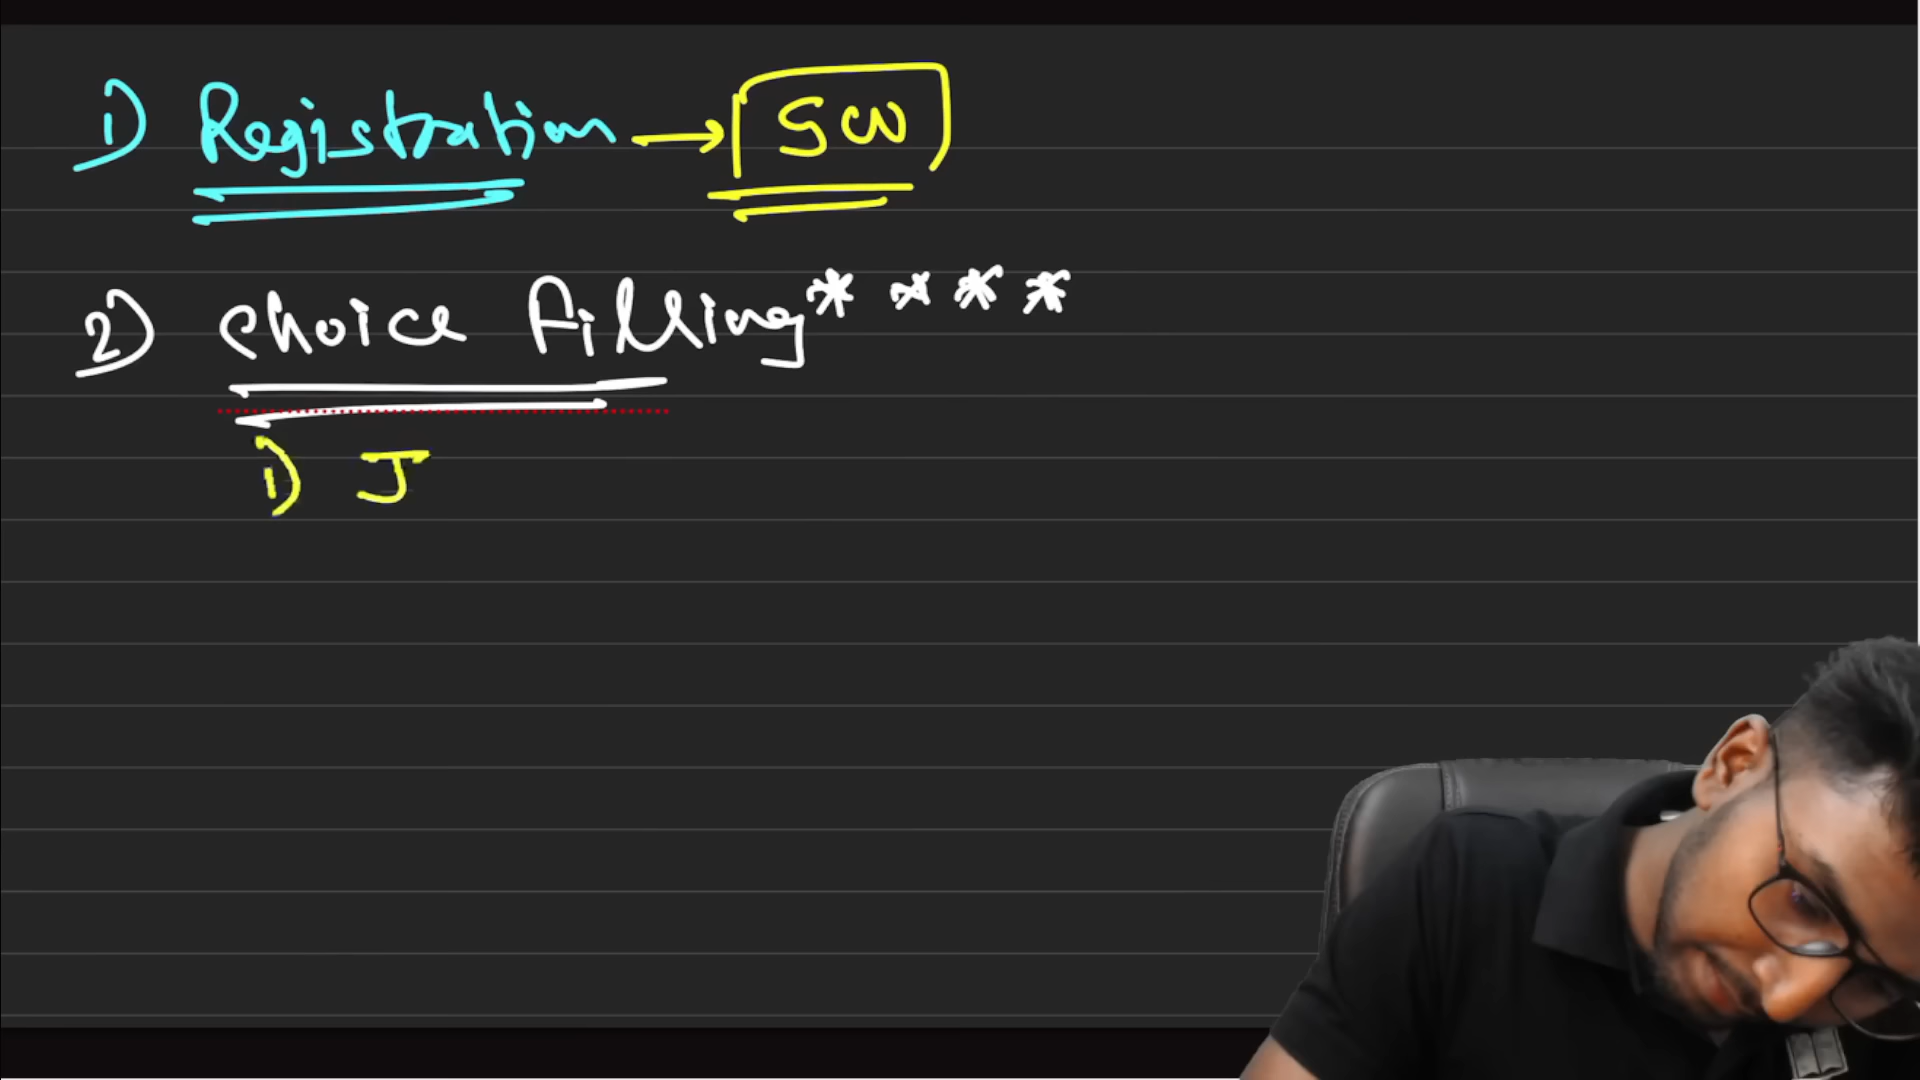 1) Registration → SW
2) Choice filling * * * *
1) J